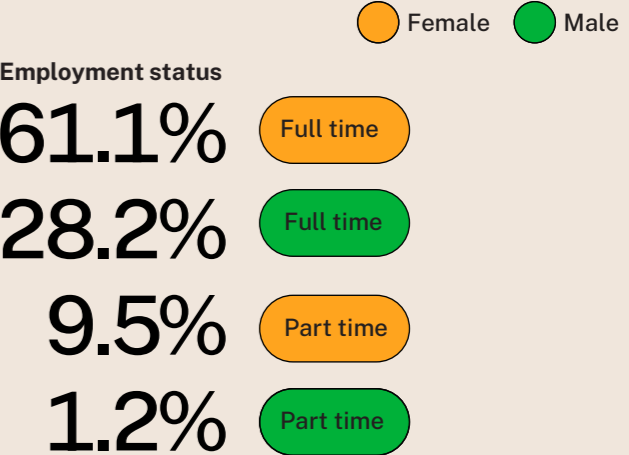 Female Male
Employment status
61.1% Full time
28.2% Full time
9.5% Part time
1.2% Part time